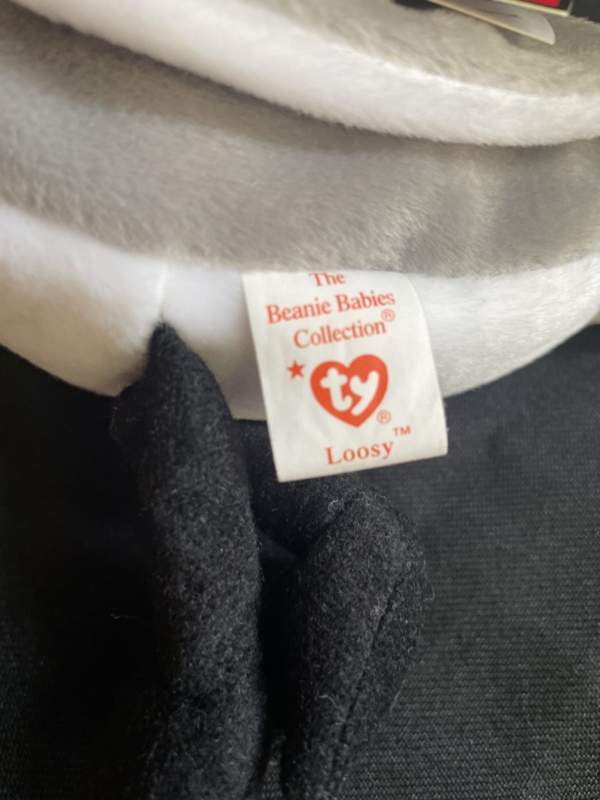 The
Beanie Babies
Collection®
★ ty®
Loosy™